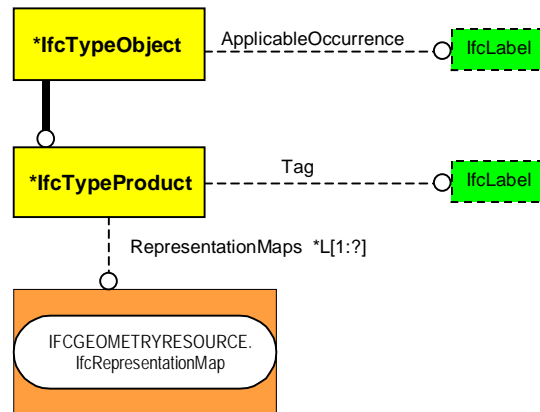 *IfcTypeObject
ApplicableOccurrence
IfcLabel
*IfcTypeProduct
Tag
IfcLabel
RepresentationMaps *L[1:?]
IFCGEOMETRYRESOURCE.
IfcRepresentationMap